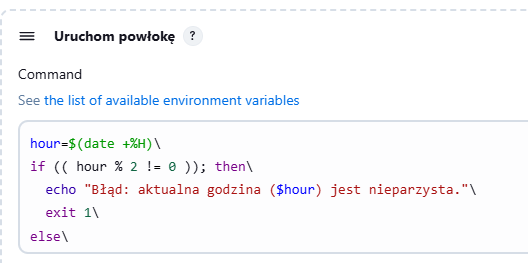 Uruchom powłokę ?
Command
See the list of available environment variables
hour=$(date +%H)\
if (( hour % 2 != 0 )); then\
  echo "Błąd: aktualna godzina ($hour) jest nieparzysta."\
  exit 1\
else\